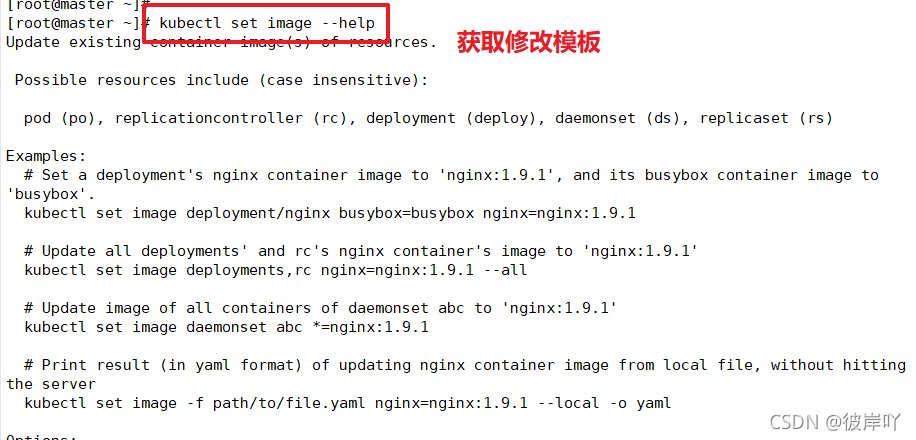 [root@master ~]#
[root@master ~]# kubectl set image --help
Update existing container image(s) of resources.
获取修改模板
Possible resources include (case insensitive):
pod (po), replicationcontroller (rc), deployment (deploy), daemonset (ds), replicaset (rs)
Examples:
# Set a deployment's nginx container image to 'nginx:1.9.1', and its busybox container image to
'busybox'.
kubectl set image deployment/nginx busybox=busybox nginx=nginx:1.9.1
# Update all deployments' and rc's nginx container's image to 'nginx:1.9.1'
kubectl set image deployments,rc nginx=nginx:1.9.1 --all
# Update image of all containers of daemonset abc to 'nginx:1.9.1'
kubectl set image daemonset abc *=nginx:1.9.1
# Print result (in yaml format) of updating nginx container image from local file, without hitting
the server
kubectl set image -f path/to/file.yaml nginx=nginx:1.9.1 --local -o yaml
Options:
CSDN @彼岸吖